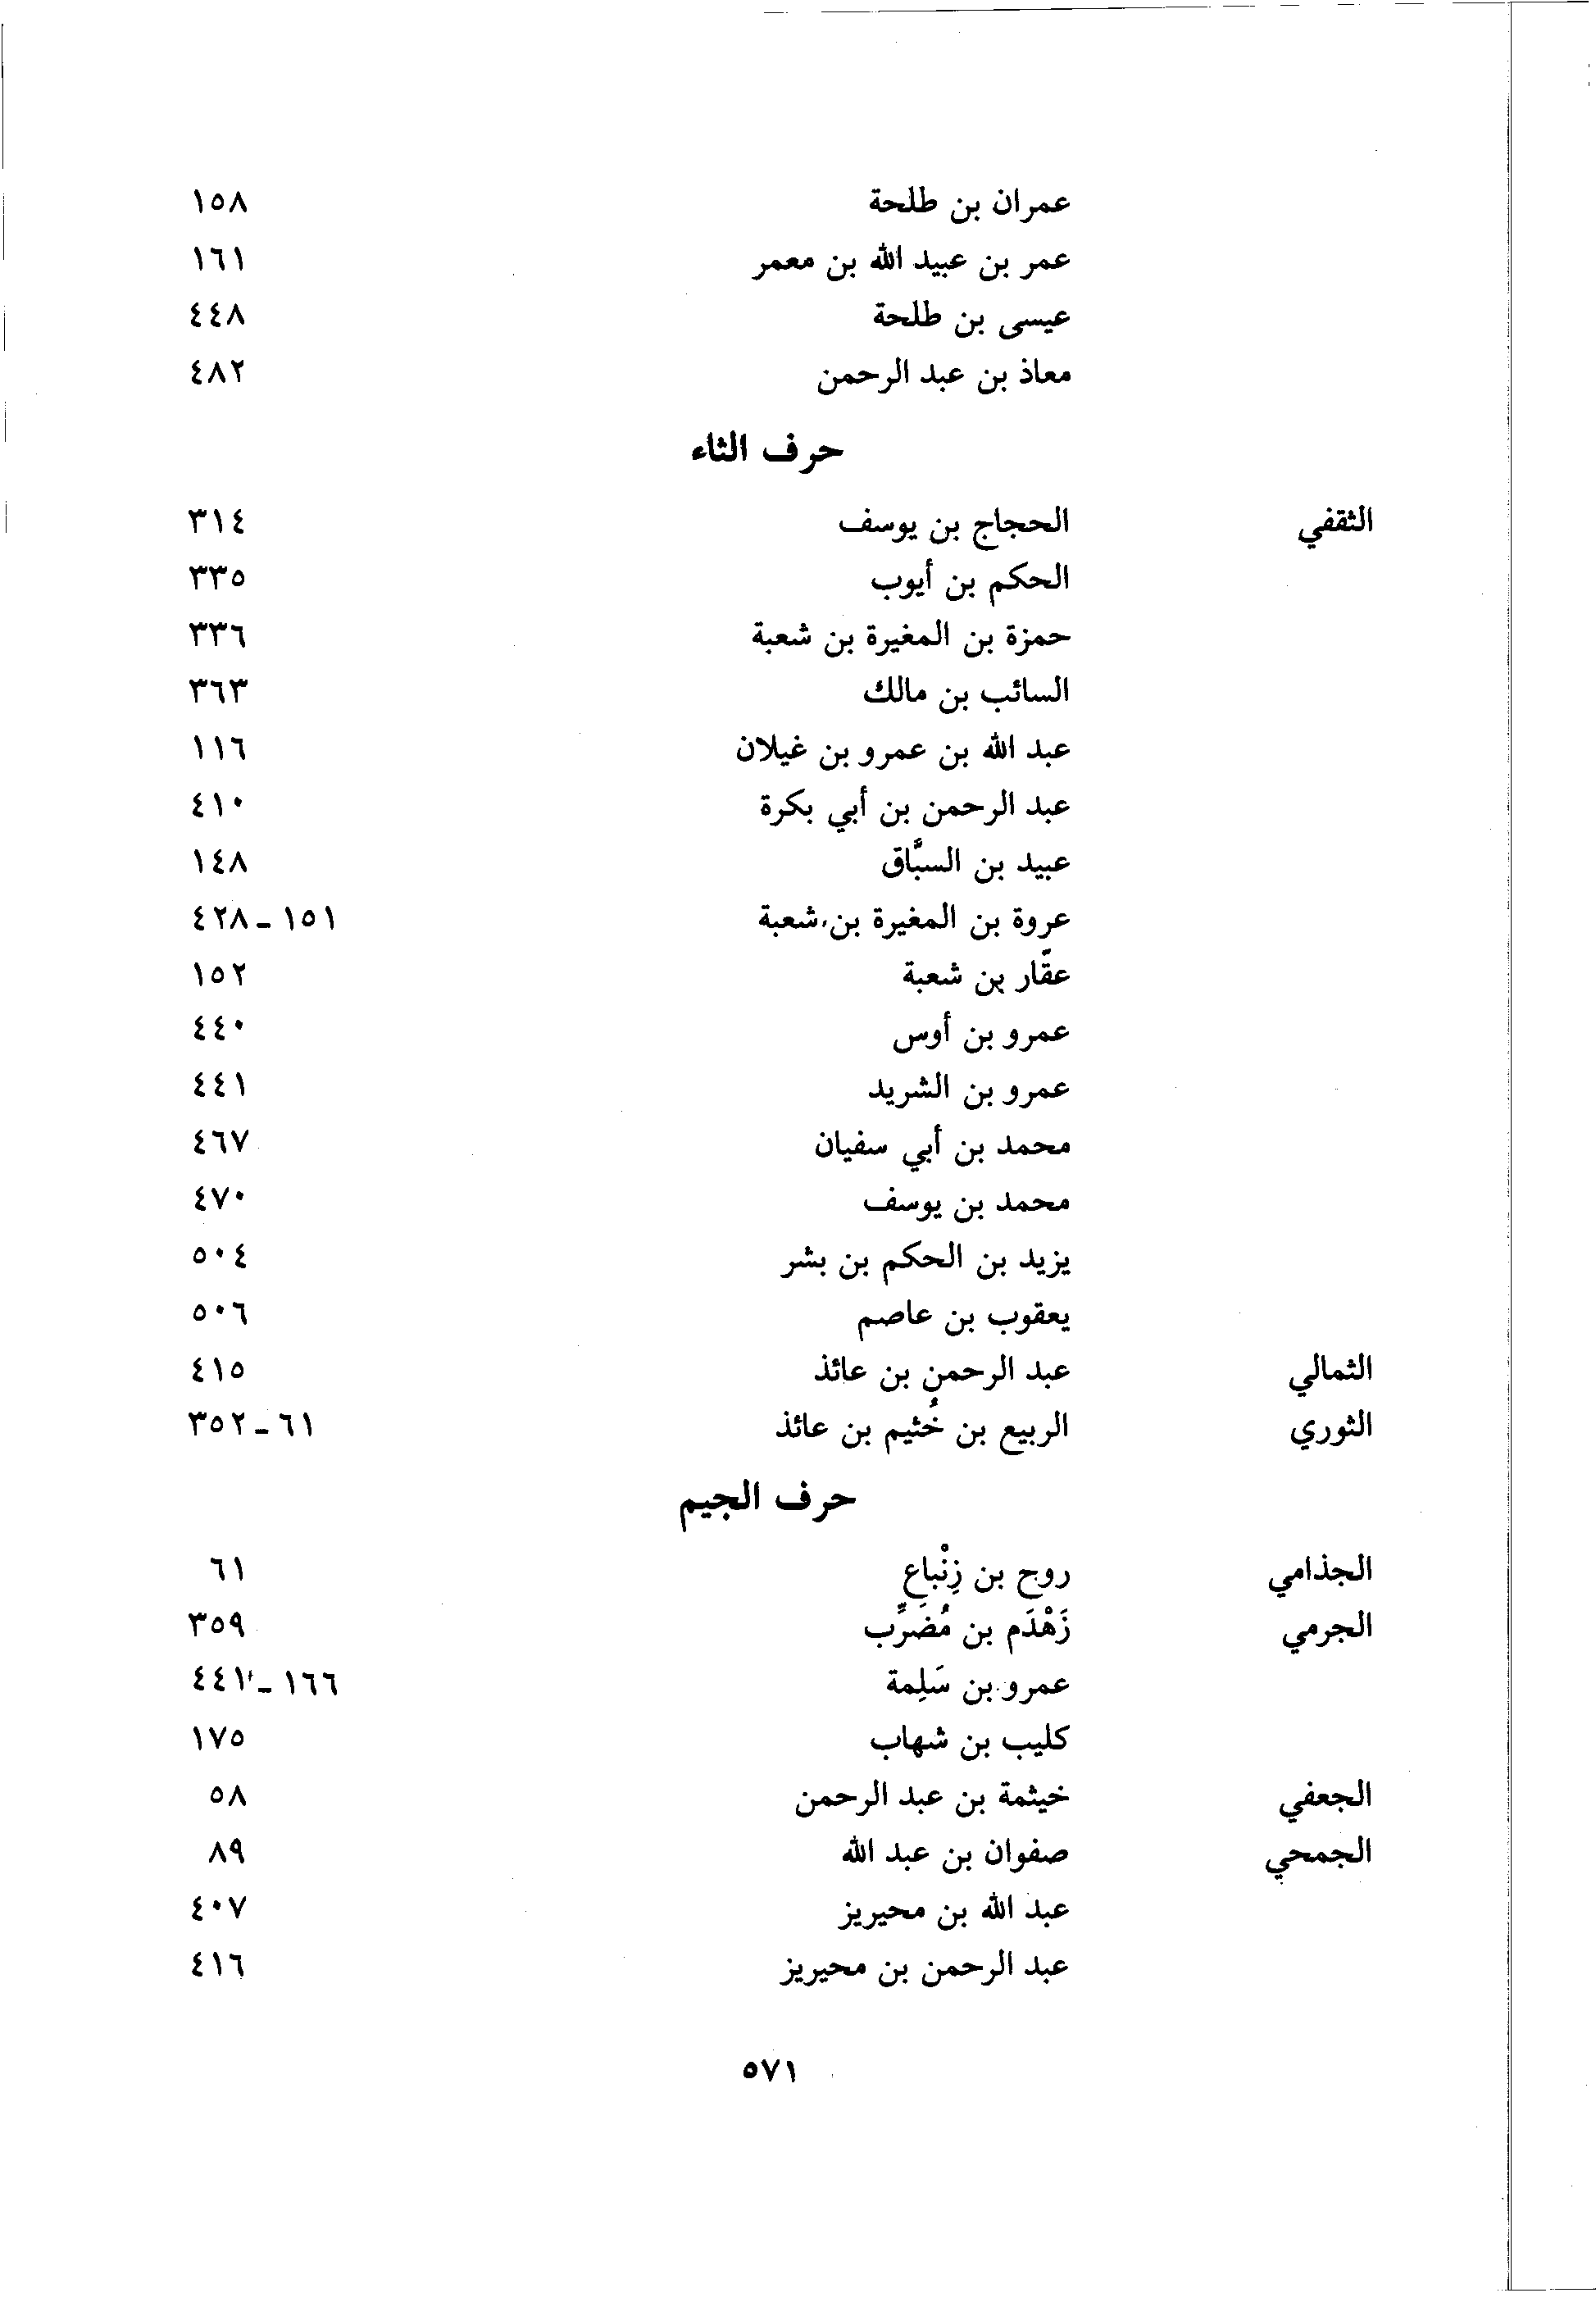 عمران بن طلحة ١٥٨
عمر بن عبيد الله بن معمر ١٦١
عيسى بن طلحة ٤٤٨
معاذ بن عبد الرحمن ٤٨٢
حرف الثاء
الثقفي الحجاج بن يوسف ٣١٤
الحكم بن أيوب ٣٣٥
حمزة بن المغيرة بن شعبة ٣٣٦
السائب بن مالك ٣٦٣
عبد الله بن عمرو بن غيلان ١١٦
عبد الرحمن بن أبي بكرة ٤١٠
عبيد بن السبَّاق ١٤٨
عروة بن المغيرة بن شعبة ١٥١ - ٤٢٨
عقَّار بن شعبة ١٥٢
عمرو بن أوس ٤٤٠
عمرو بن الشريد ٤٤١
محمد بن أبي سفيان ٤٦٧
محمد بن يوسف ٤٧٠
يزيد بن الحكم بن بشر ٥٠٤
يعقوب بن عاصم ٥٠٦
الثمالي عبد الرحمن بن عائذ ٤١٥
الثوري الربيع بن خُثيم بن عائذ ٦١ - ٣٥٢
حرف الجيم
الجذامي روح بن زِنْباع ٦١
الجرمي زَهْدَم بن مُضَرِّب ٣٥٩
عمرو بن سَلِمة ١٦٦ - ٤٤١
كليب بن شهاب ١٧٥
الجعفي خيثمة بن عبد الرحمن ٥٨
الجمحي صفوان بن عبد الله ٨٩
عبد الله بن محيريز ٤٠٧
عبد الرحمن بن محيريز ٤١٦
٥٧١